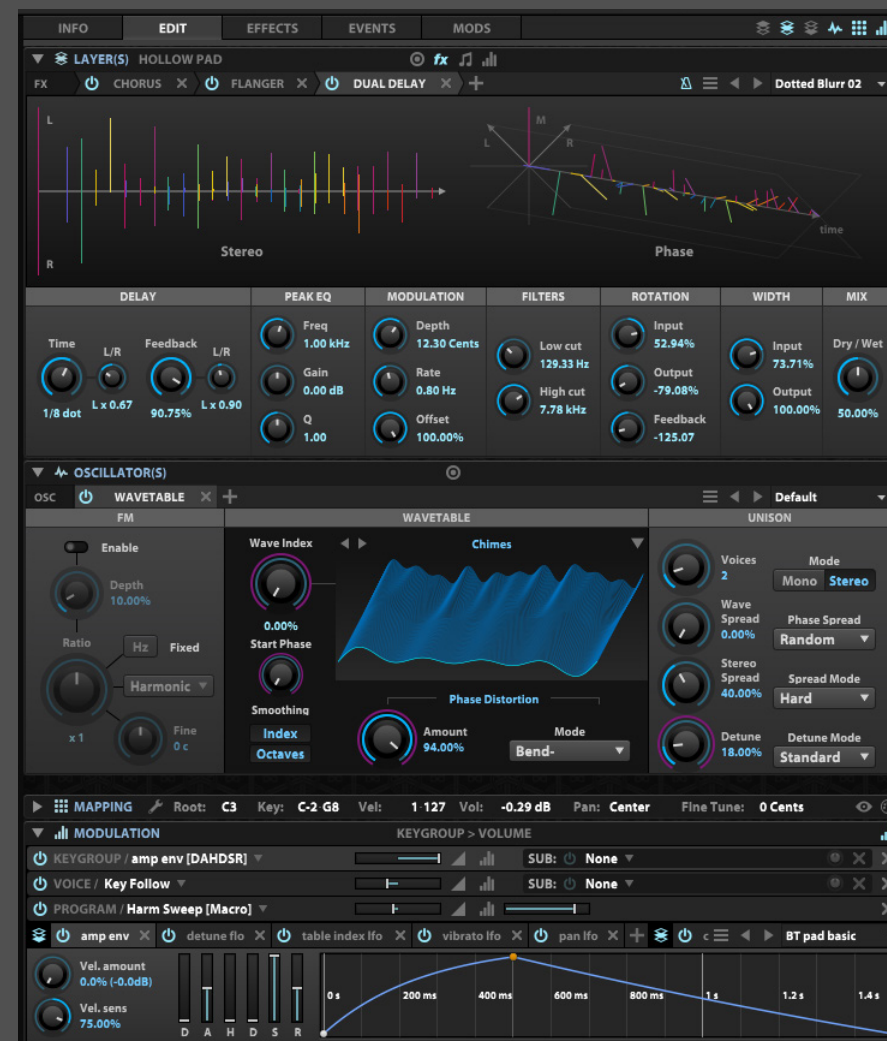 INFO EDIT EFFECTS EVENTS MODS
LAYER(S) HOLLOW PAD fx
FX CHORUS FLANGER DUAL DELAY Dotted Blurr 02
L
M
L R
time
Stereo Phase
R
DELAY PEAK EQ MODULATION FILTERS ROTATION WIDTH MIX
Time L/R Feedback L/R
1/8 dot L x 0.67 90.75% L x 0.90
Freq
1.00 kHz
Gain
0.00 dB
Q
1.00
Depth
12.30 Cents
Rate
0.80 Hz
Offset
100.00%
Low cut
129.33 Hz
High cut
7.78 kHz
Input
52.94%
Output
-79.08%
Feedback
-125.07
Input
73.71%
Output
100.00%
Dry / Wet
50.00%
OSCILLATOR(S)
OSC WAVETABLE Default
FM WAVETABLE UNISON
Enable
Depth
10.00%
Ratio
Hz Fixed
Harmonic
x 1
Fine
0 c
Wave Index
0.00%
Start Phase
Smoothing
Index
Octaves
Chimes
Phase Distortion
Amount
94.00%
Mode
Bend-
Voices
2
Mode
Mono Stereo
Wave
Spread
0.00%
Phase Spread
Random
Stereo
Spread
40.00%
Spread Mode
Hard
Detune
18.00%
Detune Mode
Standard
MAPPING Root: C3 Key: C-2 G8 Vel: 1 127 Vol: -0.29 dB Pan: Center Fine Tune: 0 Cents
MODULATION KEYGROUP > VOLUME
KEYGROUP / amp env [DAHDSR] SUB: None
VOICE / Key Follow SUB: None
PROGRAM / Harm Sweep [Macro]
amp env detune flo table index lfo vibrato lfo pan lfo c BT pad basic
Vel. amount
0.0% (-0.0dB)
Vel. sens
75.00%
D A H D S R
0 s 200 ms 400 ms 600 ms 800 ms 1 s 1.2 s 1.4 s